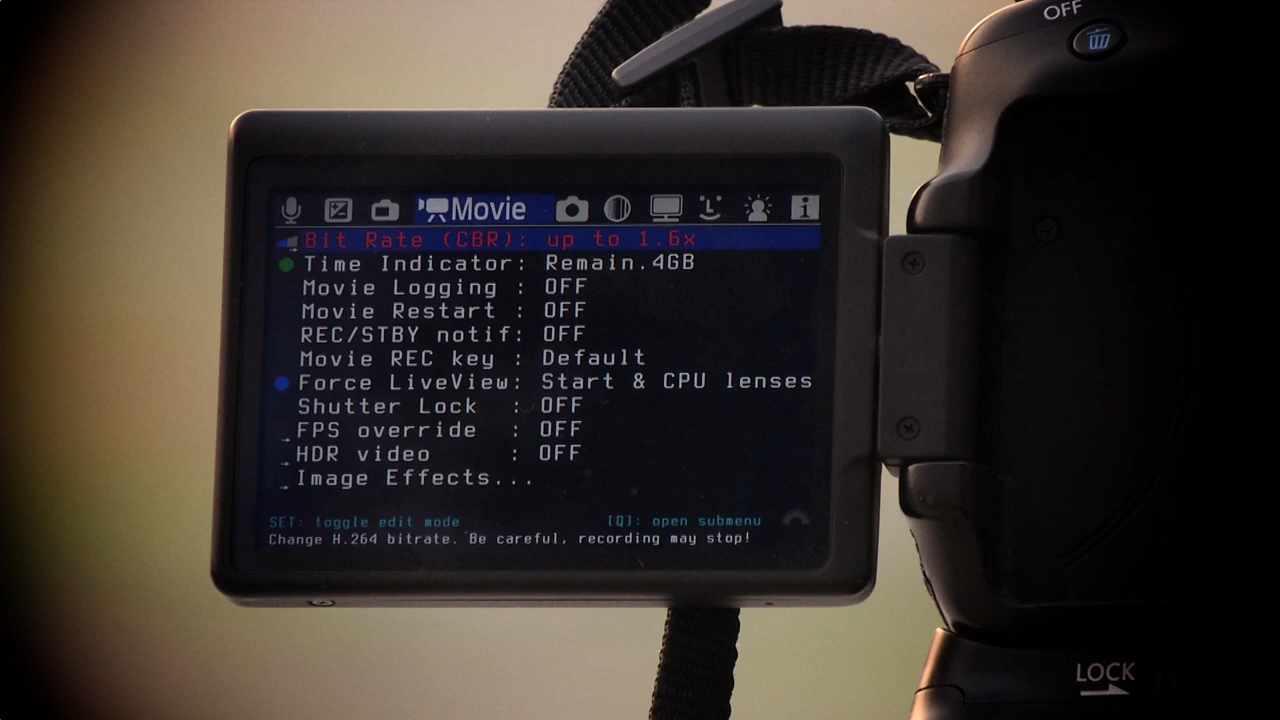 OFF
Movie
Bit Rate (CBR): up to 1.6x
Time Indicator: Remain.4GB
Movie Logging : OFF
Movie Restart : OFF
REC/STBY notif: OFF
Movie REC key : Default
Force LiveView: Start & CPU lenses
Shutter Lock : OFF
FPS override : OFF
HDR video : OFF
Image Effects...
SET: toggle edit mode [Q]: open submenu
Change H.264 bitrate. Be careful, recording may stop!
LOCK